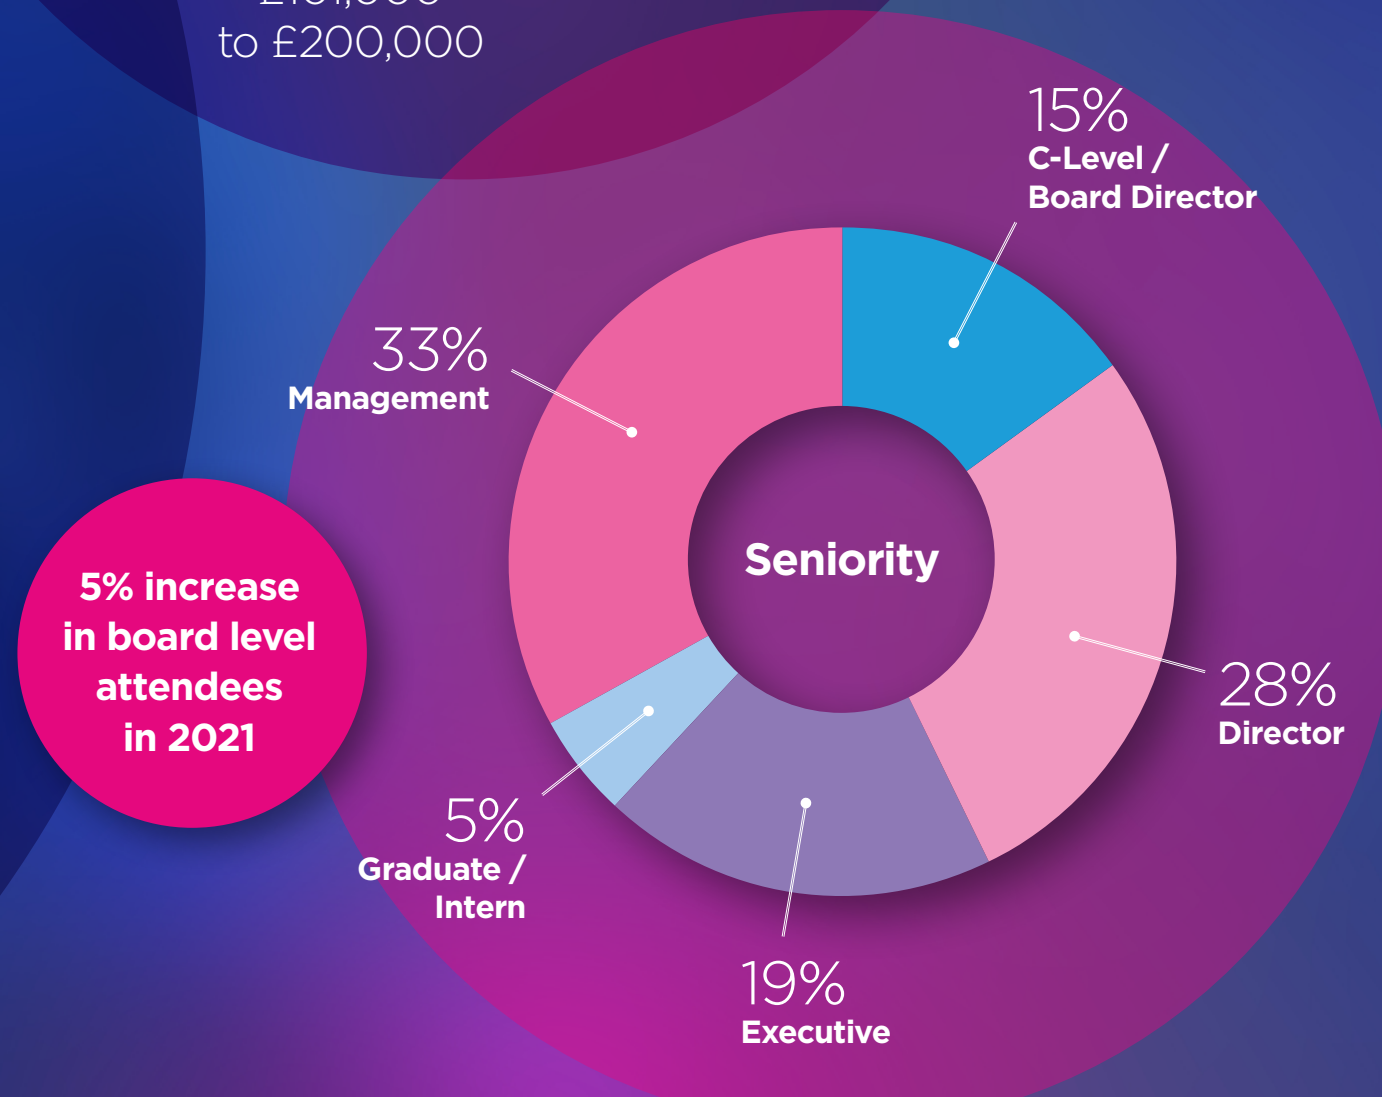 to £200,000
15%
C-Level /
Board Director
33%
Management
Seniority
5% increase
in board level
attendees
in 2021
28%
Director
5%
Graduate /
Intern
19%
Executive